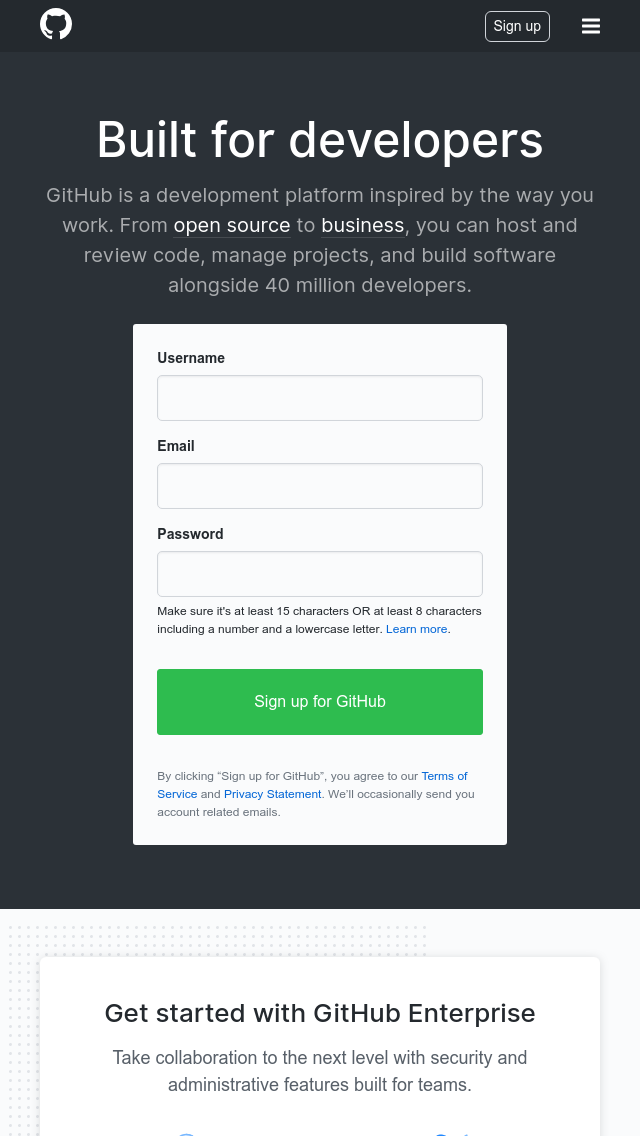 Sign up
Built for developers
GitHub is a development platform inspired by the way you
work. From open source to business, you can host and
review code, manage projects, and build software
alongside 40 million developers.
Username
Email
Password
Make sure it's at least 15 characters OR at least 8 characters
including a number and a lowercase letter. Learn more.
Sign up for GitHub
By clicking “Sign up for GitHub”, you agree to our Terms of
Service and Privacy Statement. We’ll occasionally send you
account related emails.
Get started with GitHub Enterprise
Take collaboration to the next level with security and
administrative features built for teams.